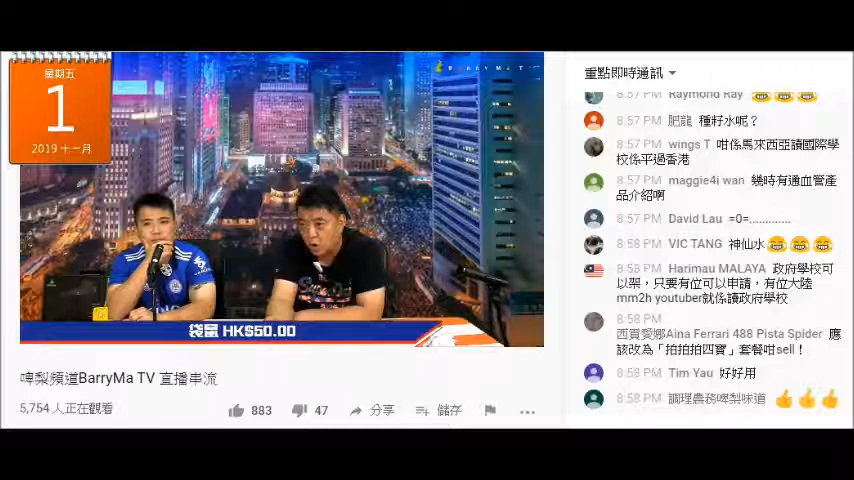 星期五
1
2019 十一月
BARRYMA TV
袋鼠 HK$50.00
啤梨頻道BarryMa TV 直播串流
5,754 人正在觀看
883
47
分享
儲存
重點即時通訊
8:57 PM Raymond Ray 😂😂😂
8:57 PM 肥龍 種籽水呢？
8:57 PM wings T 咁係馬來西亞讀國際學
校係平過香港
8:57 PM maggie4i wan 幾時有通血管產
品介紹啊
8:57 PM David Lau =0=.............
8:58 PM VIC TANG 神仙水😂😂😂
8:58 PM Harimau MALAYA 政府學校可
以架，只要有位可以申請，有位大陸
mm2h youtuber就係讀政府學校
8:58 PM
西賣愛娜Aina Ferrari 488 Pista Spider 應
該改為「拍拍拍四寶」套餐咁sell！
8:58 PM Tim Yau 好好用
8:58 PM 調理農務啤梨味道 👍👍👍